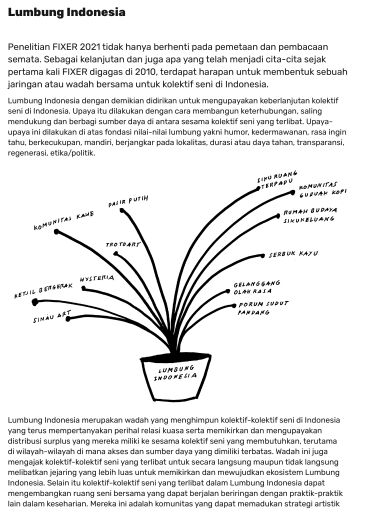 Lumbung Indonesia
Penelitian FIXER 2021 tidak hanya berhenti pada pemetaan dan pembacaan
semata. Sebagai kelanjutan dan juga apa yang telah menjadi cita-cita sejak
pertama kali FIXER digagas di 2010, terdapat harapan untuk membentuk sebuah
jaringan atau wadah bersama untuk kolektif seni di Indonesia.
Lumbung Indonesia dengan demikian didirikan untuk mengupayakan keberlanjutan kolektif
seni di Indonesia. Upaya itu dilakukan dengan cara membangun keterhubungan, saling
mendukung dan berbagi sumber daya di antara sesama kolektif seni yang terlibat. Upaya-
upaya ini dilakukan di atas fondasi nilai-nilai lumbung yakni humor, kedermawanan, rasa ingin
tahu, berkecukupan, mandiri, berjangkar pada lokalitas, durasi atau daya tahan, transparansi,
regenerasi, etika/politik.
SIKU RUANG
TERPADU
KOMUNITAS
GUBUAK KOPI
PASIR PUTIH
KOMUNITAS KAHE
RUMAH BUDAYA
SIKUKELUANG
TROTOART
SERBUK KAYU
HYSTERIA
GELANGGANG
OLAH RASA
KETJIL BERGERAK
FORUM SUDUT
PANDANG
SINAU ART
LUMBUNG
INDONESIA
Lumbung Indonesia merupakan wadah yang menghimpun kolektif-kolektif seni di Indonesia
yang terus mempertanyakan perihal relasi kuasa serta memikirkan dan mengupayakan
distribusi surplus yang mereka miliki ke sesama kolektif seni yang membutuhkan, terutama
di wilayah-wilayah di mana akses dan sumber daya yang dimiliki terbatas. Wadah ini juga
mengajak kolektif-kolektif seni yang terlibat untuk secara langsung maupun tidak langsung
melibatkan jejaring yang lebih luas untuk memikirkan dan mewujudkan ekosistem Lumbung
Indonesia. Selain itu kolektif-kolektif seni yang terlibat dalam Lumbung Indonesia dapat
mengembangkan ruang seni bersama yang dapat berjalan beriringan dengan praktik-praktik
lain dalam keseharian. Mereka ini adalah komunitas yang dapat memadukan strategi artistik